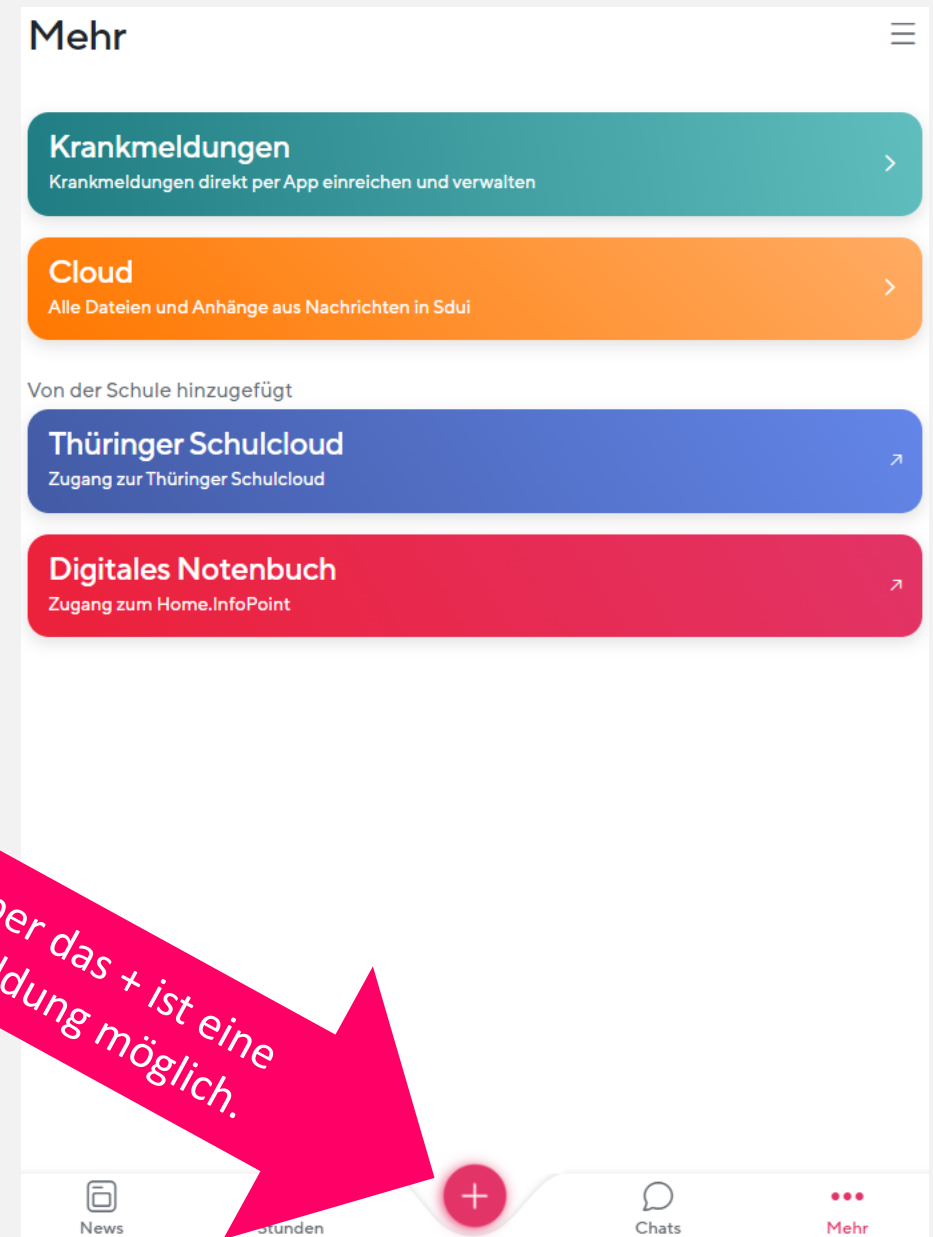 Mehr
Krankmeldungen
Krankmeldungen direkt per App einreichen und verwalten
Cloud
Alle Dateien und Anhänge aus Nachrichten in Sdui
Von der Schule hinzugefügt
Thüringer Schulcloud
Zugang zur Thüringer Schulcloud
Digitales Notenbuch
Zugang zum Home.InfoPoint
das + ist eine
möglich.
News
Stunden
Chats
Mehr